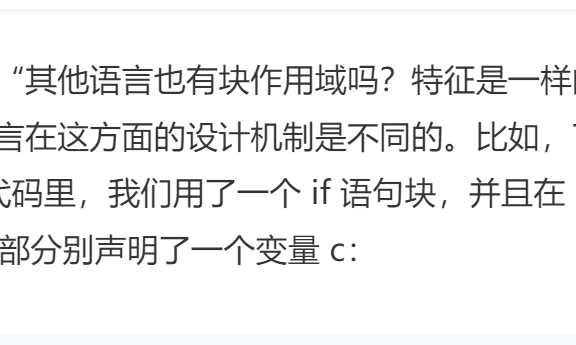 “其他语言也有块作用域吗？特征是一样
言在这方面的设计机制是不同的。比如，
代码里，我们用了一个 if 语句块，并且在
部分别声明了一个变量 c：